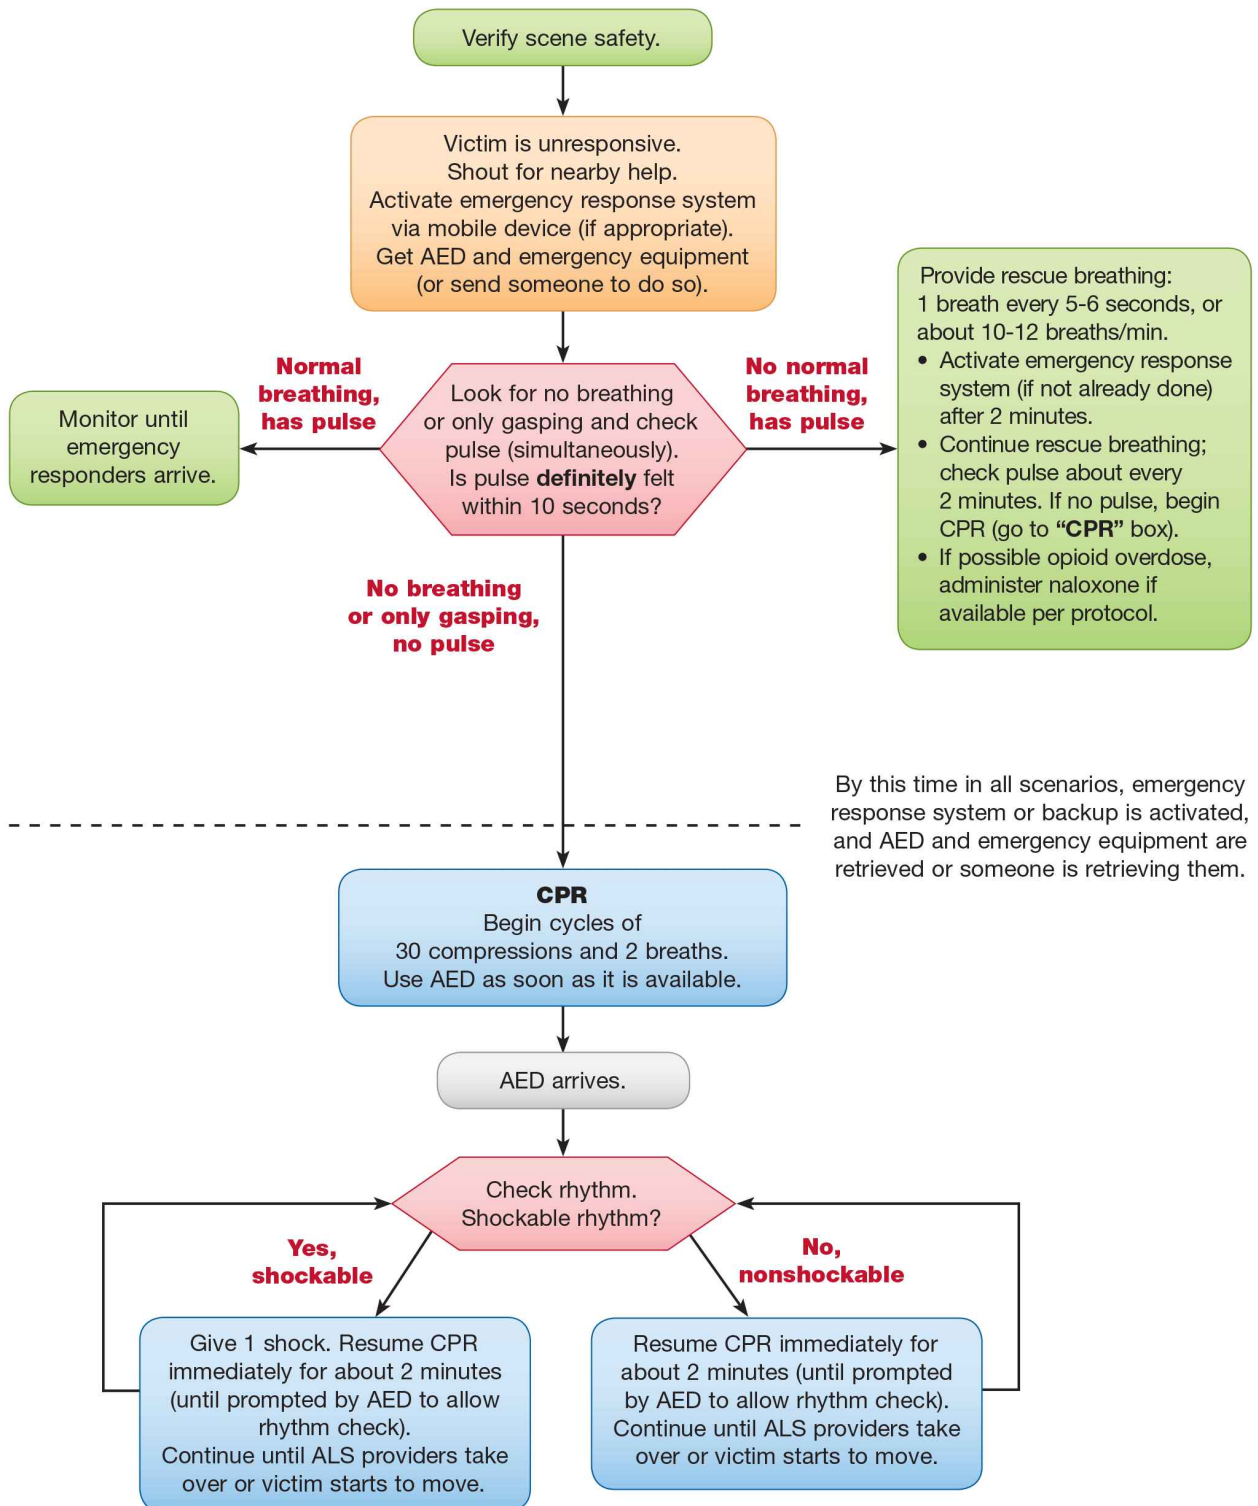 Verify scene safety.
Victim is unresponsive.
Shout for nearby help.
Activate emergency response system
via mobile device (if appropriate).
Get AED and emergency equipment
(or send someone to do so).
Normal
breathing,
has pulse
Monitor until
emergency
responders arrive.
Look for no breathing
or only gasping and check
pulse (simultaneously).
Is pulse definitely felt
within 10 seconds?
No normal
breathing,
has pulse
Provide rescue breathing:
1 breath every 5-6 seconds, or
about 10-12 breaths/min.
• Activate emergency response
system (if not already done)
after 2 minutes.
• Continue rescue breathing;
check pulse about every
2 minutes. If no pulse, begin
CPR (go to “CPR” box).
• If possible opioid overdose,
administer naloxone if
available per protocol.
No breathing
or only gasping,
no pulse
By this time in all scenarios, emergency
response system or backup is activated,
and AED and emergency equipment are
retrieved or someone is retrieving them.
CPR
Begin cycles of
30 compressions and 2 breaths.
Use AED as soon as it is available.
AED arrives.
Check rhythm.
Shockable rhythm?
Yes,
shockable
No,
nonshockable
Give 1 shock. Resume CPR
immediately for about 2 minutes
(until prompted by AED to allow
rhythm check).
Continue until ALS providers take
over or victim starts to move.
Resume CPR immediately for
about 2 minutes (until prompted
by AED to allow rhythm check).
Continue until ALS providers take
over or victim starts to move.